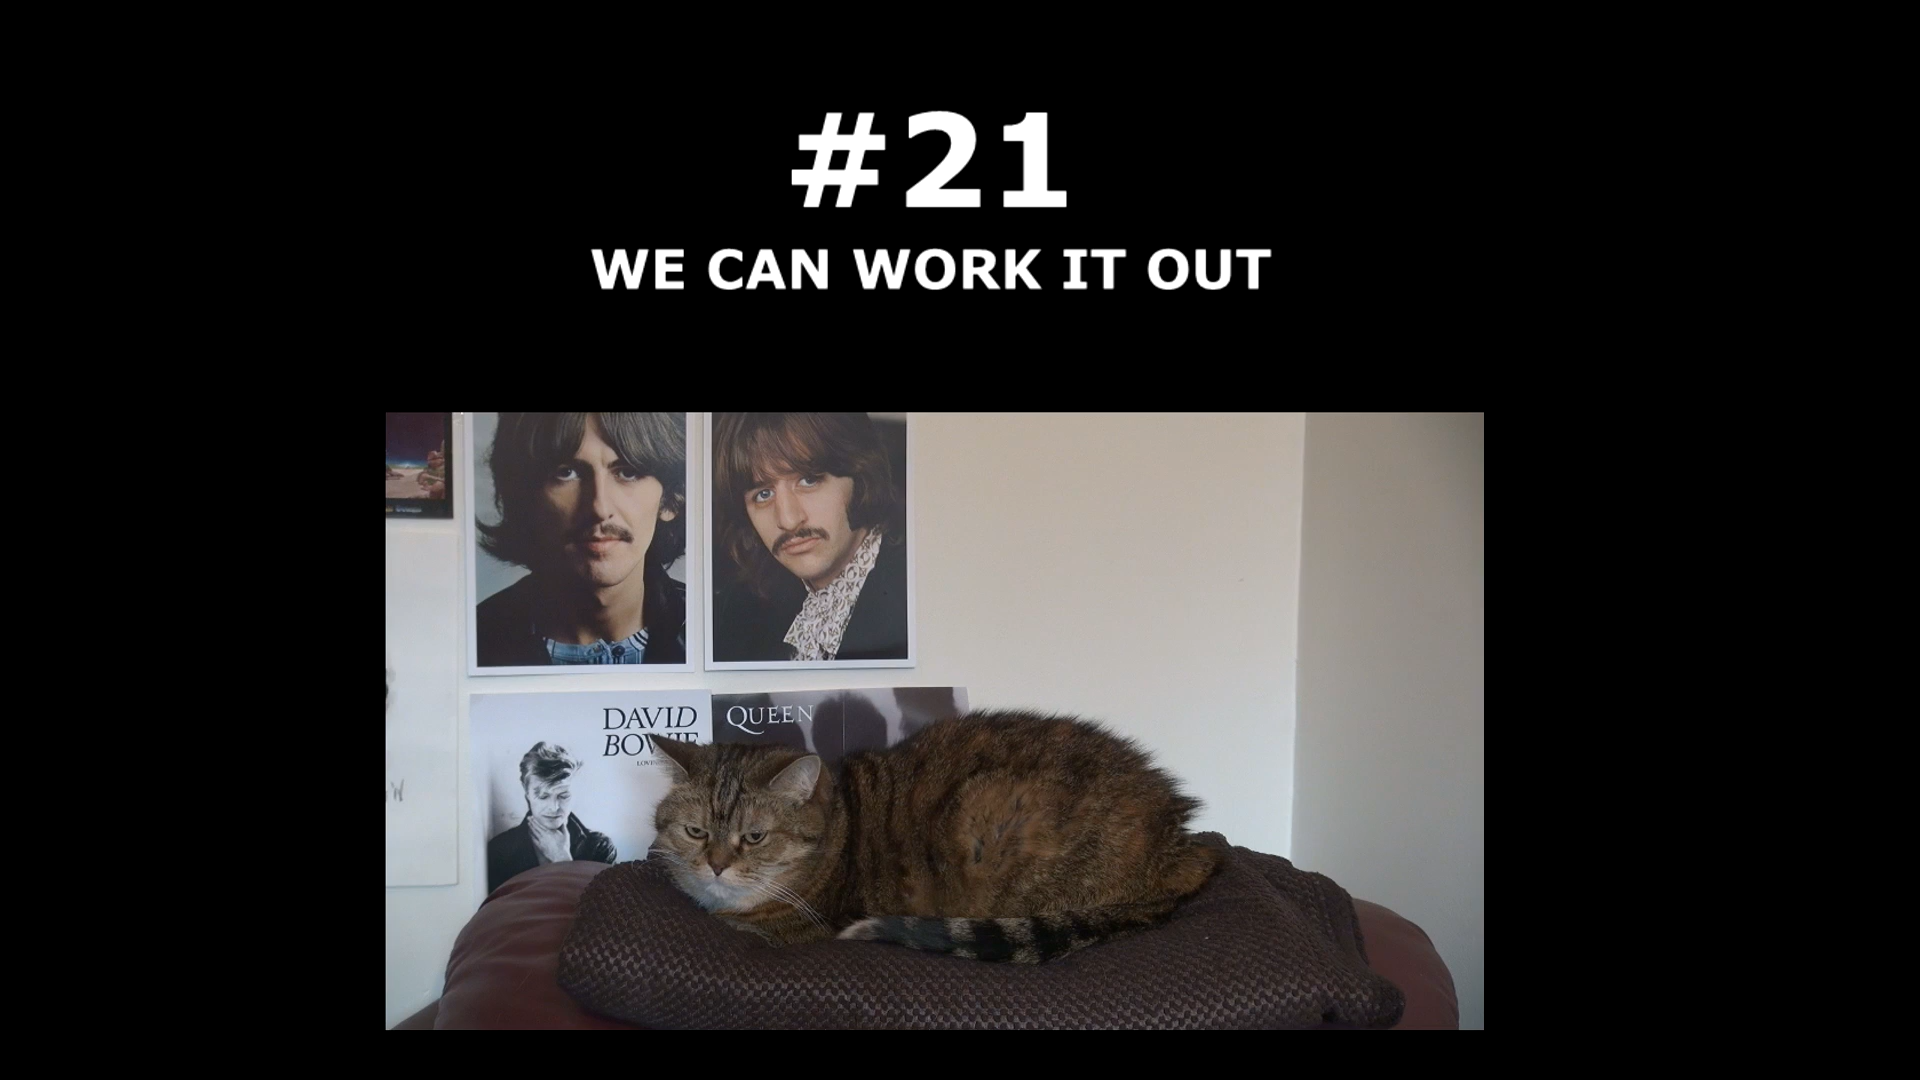 #21
WE CAN WORK IT OUT
DAVID
BOWIE
QUEEN